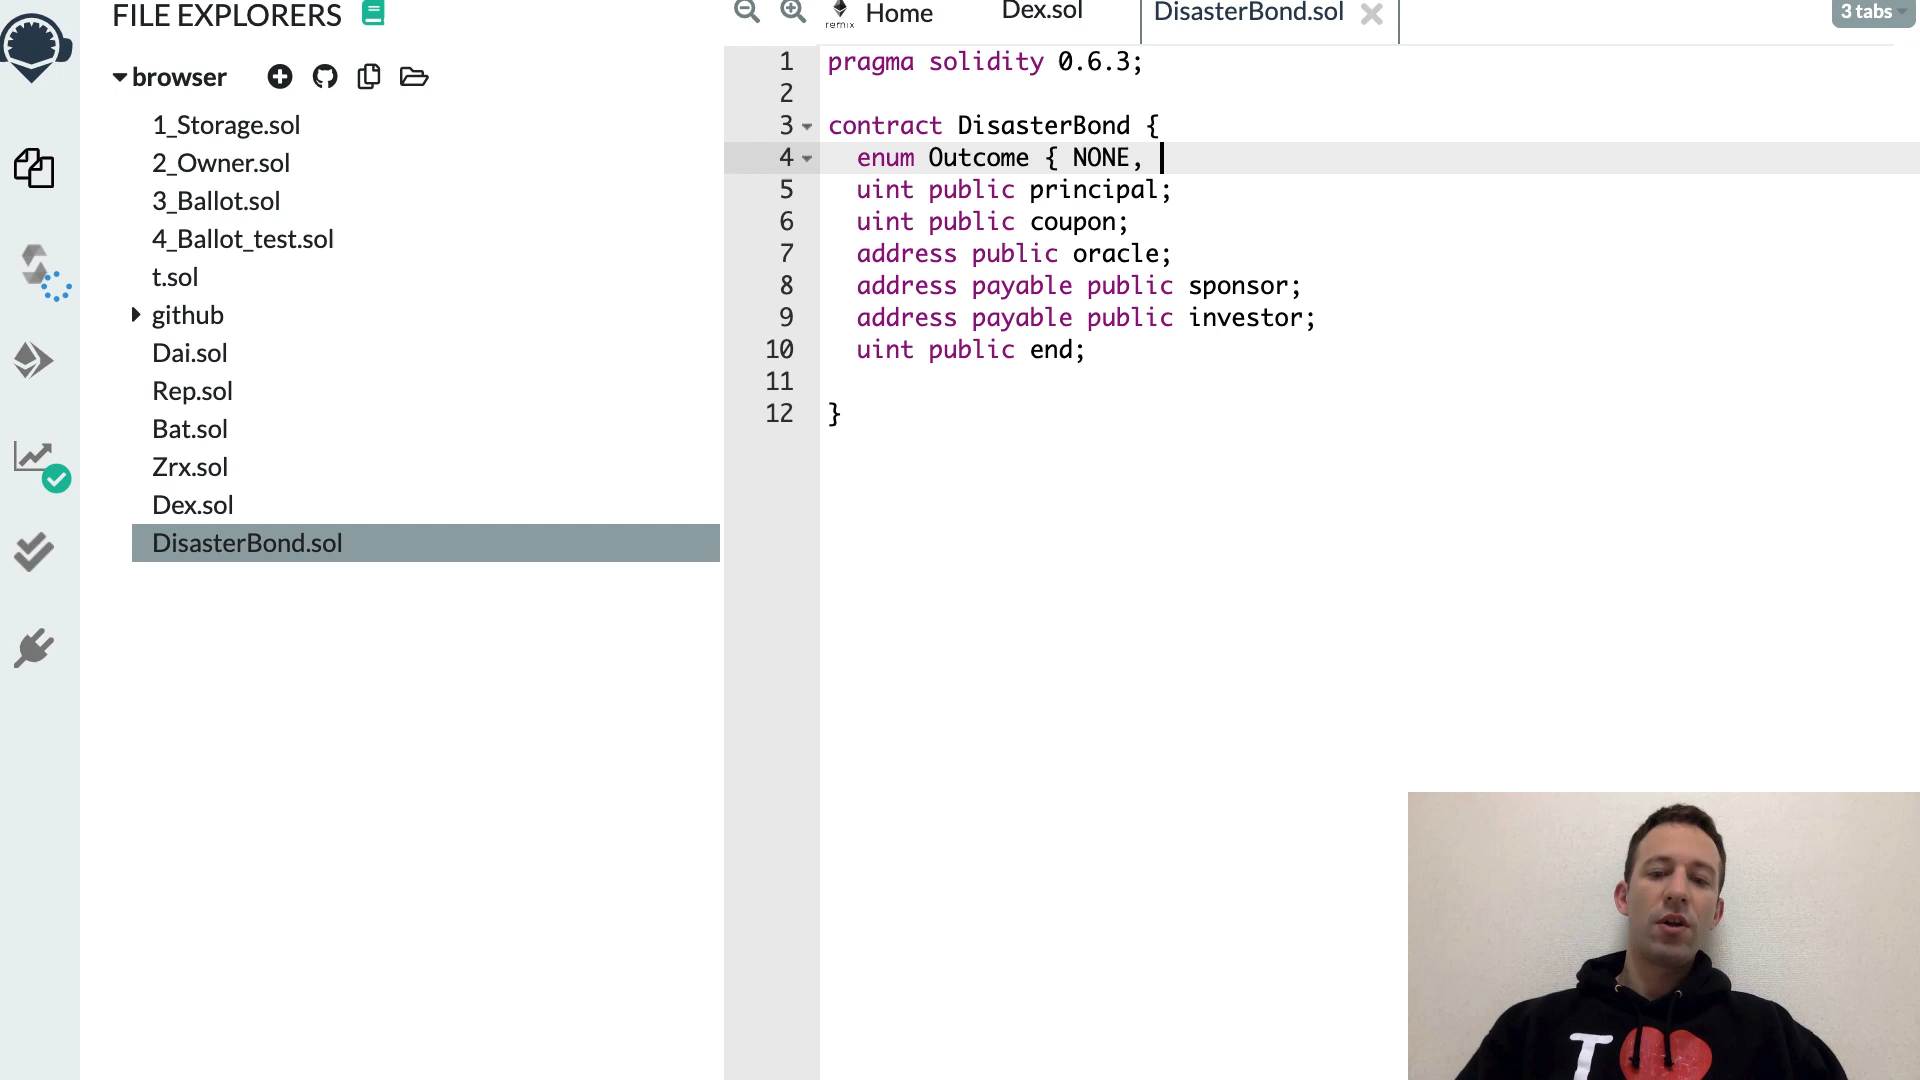 FILE EXPLORERS
browser
1_Storage.sol
2_Owner.sol
3_Ballot.sol
4_Ballot_test.sol
t.sol
github
Dai.sol
Rep.sol
Bat.sol
Zrx.sol
Dex.sol
DisasterBond.sol
remix
Home
Dex.sol
DisasterBond.sol
3 tabs
1 pragma solidity 0.6.3;
2
3 contract DisasterBond {
4 enum Outcome { NONE,
5 uint public principal;
6 uint public coupon;
7 address public oracle;
8 address payable public sponsor;
9 address payable public investor;
10 uint public end;
11
12 }
I